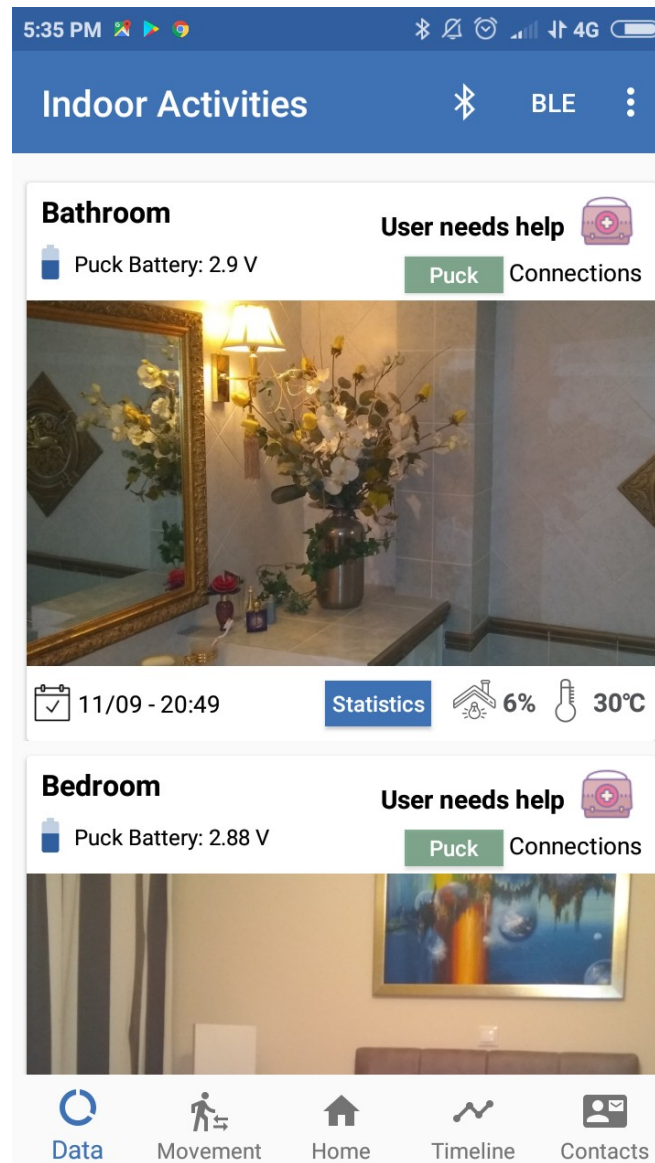 5:35 PM 4G
Indoor Activities BLE
Bathroom
User needs help
Puck Battery: 2.9 V
Puck Connections
11/09 - 20:49 Statistics 6% 30°C
Bedroom
User needs help
Puck Battery: 2.88 V
Puck Connections
Data Movement Home Timeline Contacts